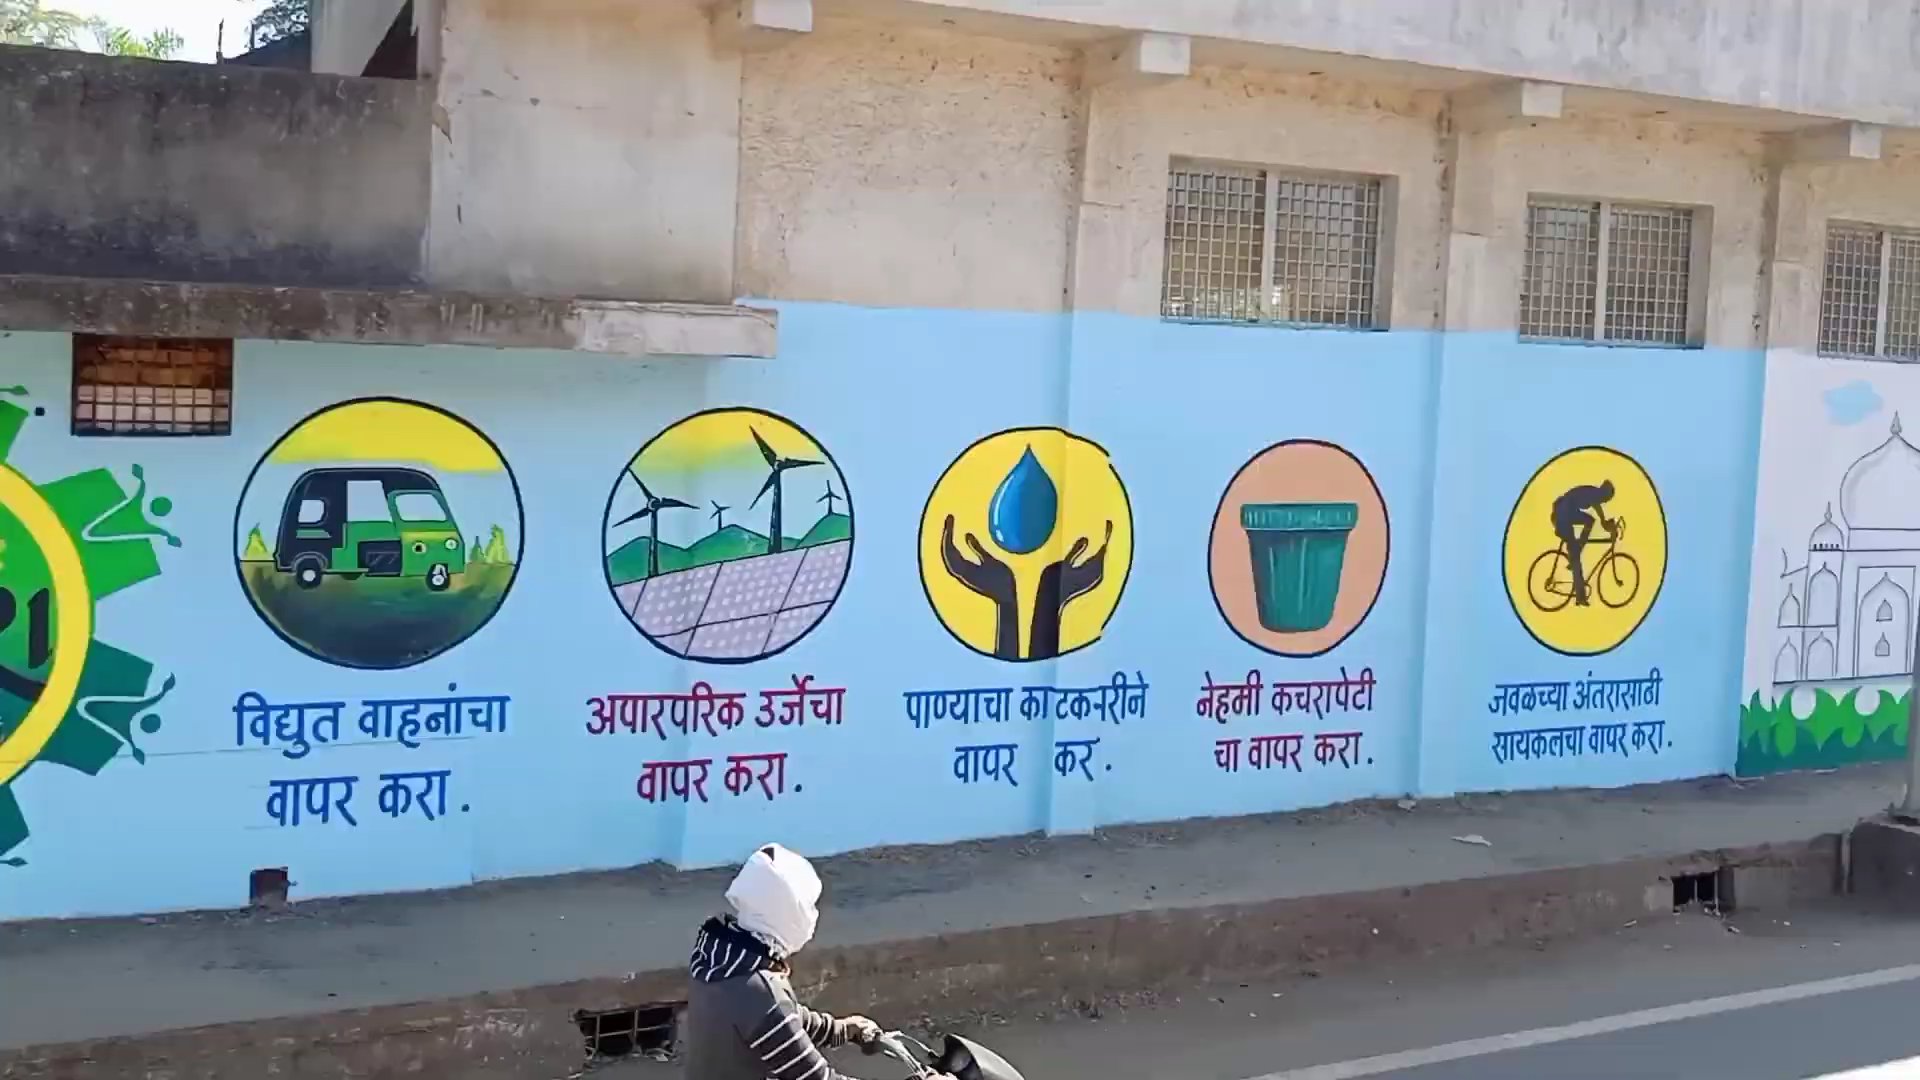 विद्युत वाहनांचा
वापर करा.
अपारपरिक उर्जेचा
वापर करा.
पाण्याचा काटकनरीने
वापर कर.
नेहमी कचरापेटी
चा वापर करा.
जवळच्या अंतरासाठी
सायकलचा वापर करा.